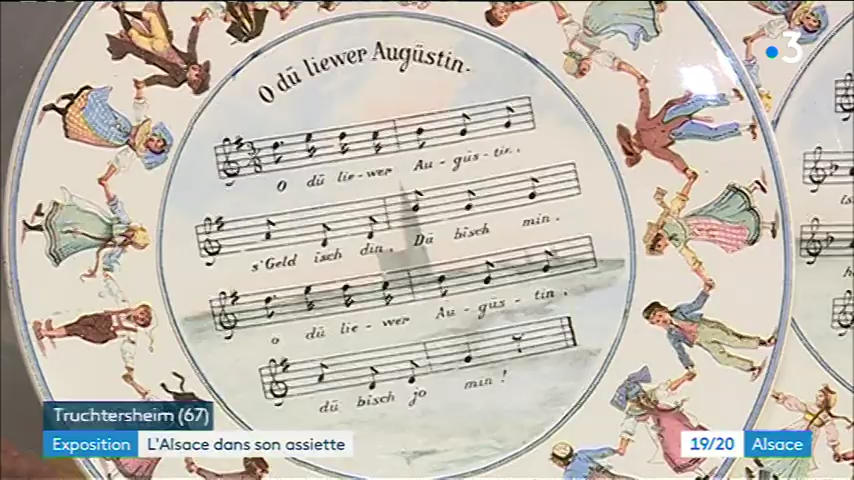 3
O dü liewer Augüstin.
O dü lie-wer Au-güs-tin.
s'Geld isch din. Dü bisch min.
o dü lie-wer Au-güs-tin.
dü bisch jo min!
Truchtersheim (67)
Exposition L'Alsace dans son assiette
19/20 Alsace